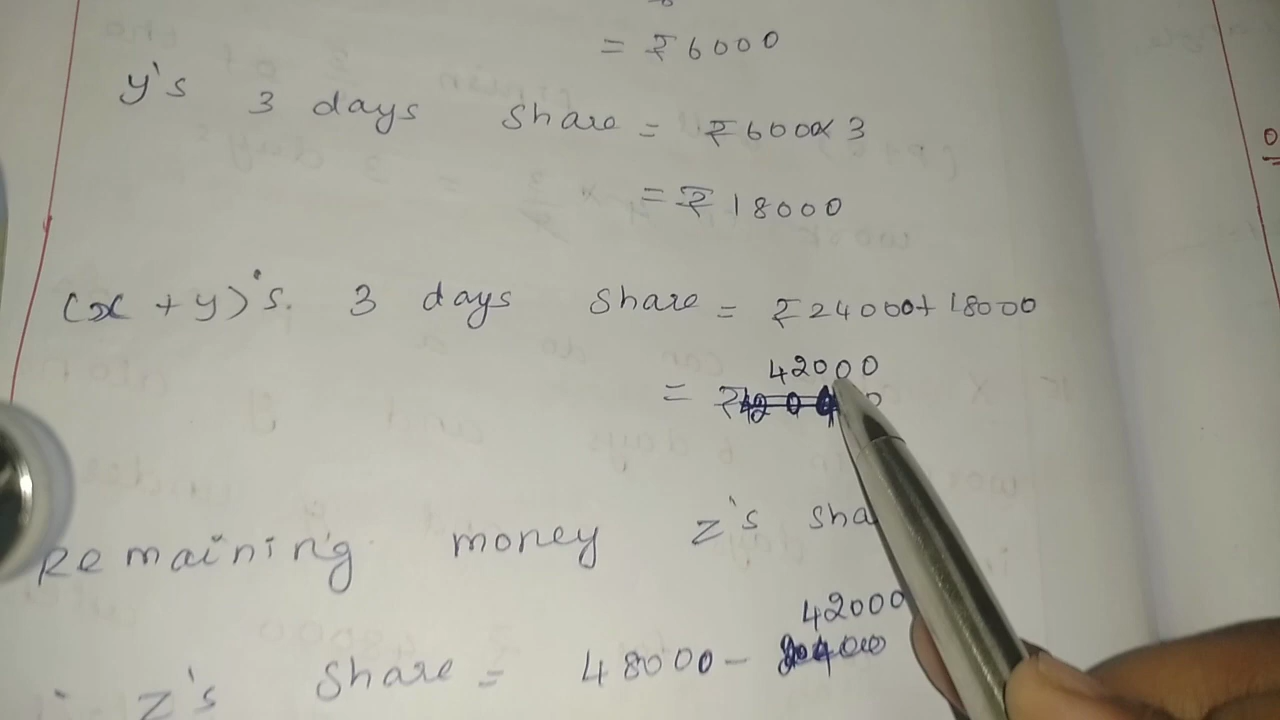 = ₹6000
y's 3 days share = ₹6000×3
= ₹18000
(x + y)'s. 3 days share = ₹24000+18000
42000
= ₹
Remaining money z's sha
42000
z's share = 48000 -